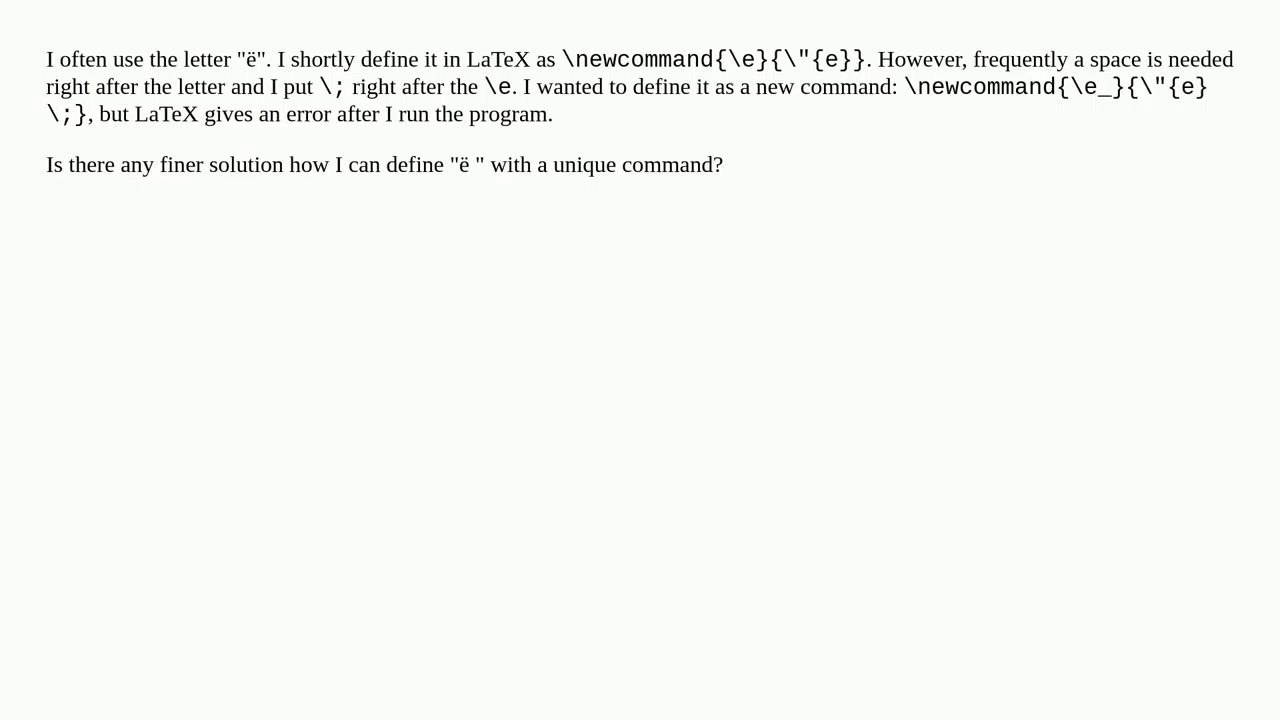 I often use the letter "ë". I shortly define it in LaTeX as \newcommand{\e}{\"{e}}. However, frequently a space is needed
right after the letter and I put \; right after the \e. I wanted to define it as a new command: \newcommand{\e_}{\"{e}
\;}, but LaTeX gives an error after I run the program.
Is there any finer solution how I can define "ë " with a unique command?